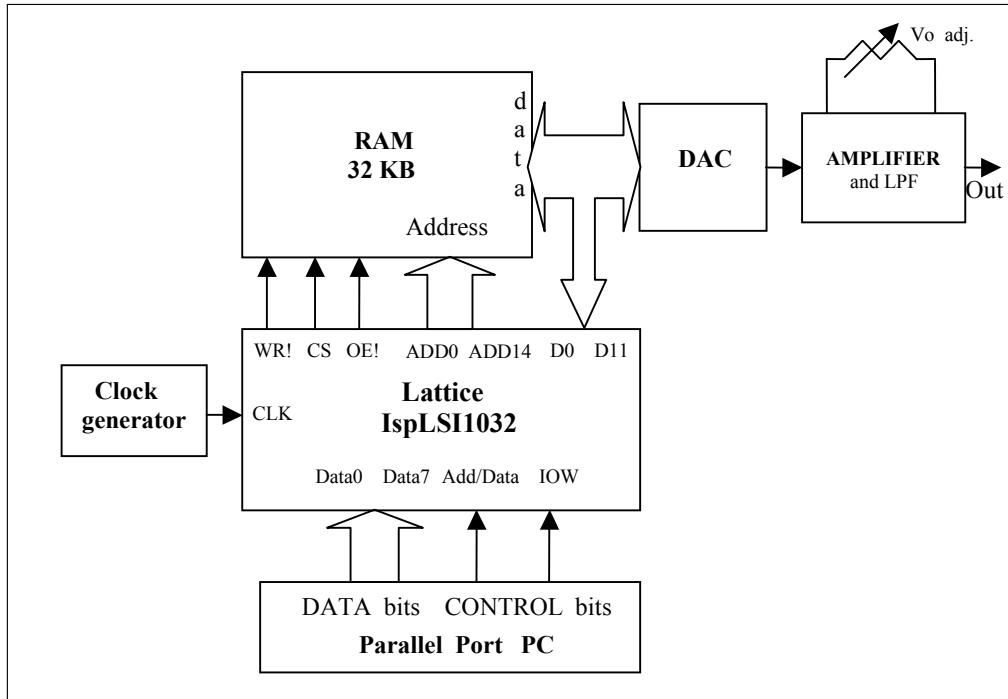 Vo adj.
RAM
32 KB
data
Address
DAC
AMPLIFIER
and LPF
Out
WR! CS OE! ADD0 ADD14 D0 D11
Lattice
IspLSI1032
CLK
Clock
generator
Data0 Data7 Add/Data IOW
DATA bits CONTROL bits
Parallel Port PC